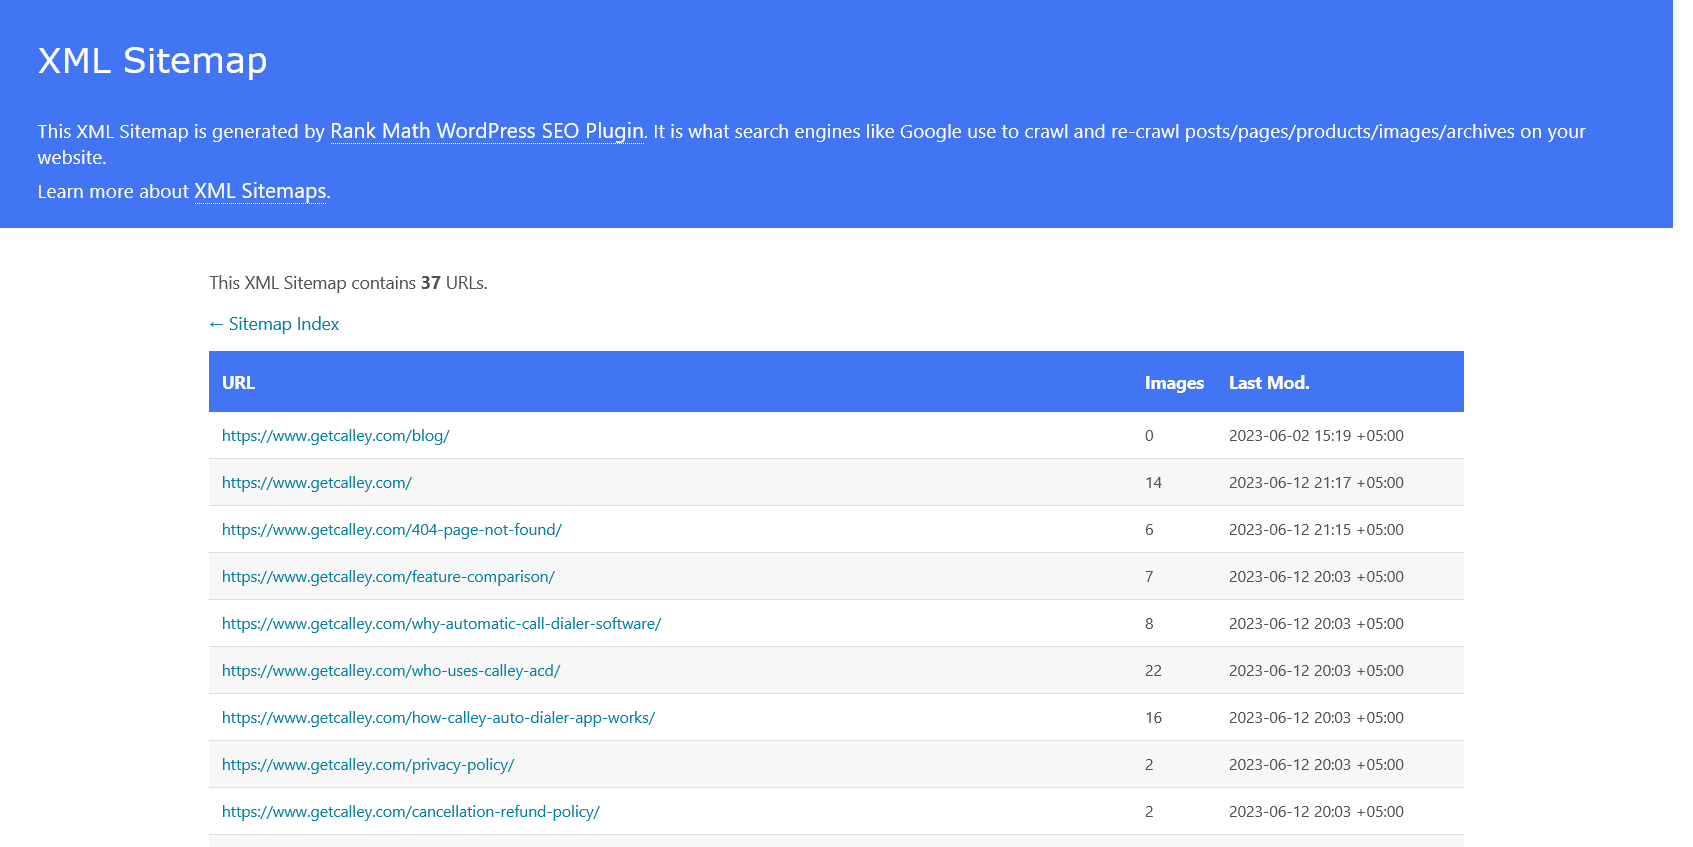 XML Sitemap
This XML Sitemap is generated by Rank Math WordPress SEO Plugin. It is what search engines like Google use to crawl and re-crawl posts/pages/products/images/archives on your
website.
Learn more about XML Sitemaps.
This XML Sitemap contains 37 URLs.
← Sitemap Index
URL Images Last Mod.
https://www.getcalley.com/blog/ 0 2023-06-02 15:19 +05:00
https://www.getcalley.com/ 14 2023-06-12 21:17 +05:00
https://www.getcalley.com/404-page-not-found/ 6 2023-06-12 21:15 +05:00
https://www.getcalley.com/feature-comparison/ 7 2023-06-12 20:03 +05:00
https://www.getcalley.com/why-automatic-call-dialer-software/ 8 2023-06-12 20:03 +05:00
https://www.getcalley.com/who-uses-calley-acd/ 22 2023-06-12 20:03 +05:00
https://www.getcalley.com/how-calley-auto-dialer-app-works/ 16 2023-06-12 20:03 +05:00
https://www.getcalley.com/privacy-policy/ 2 2023-06-12 20:03 +05:00
https://www.getcalley.com/cancellation-refund-policy/ 2 2023-06-12 20:03 +05:00